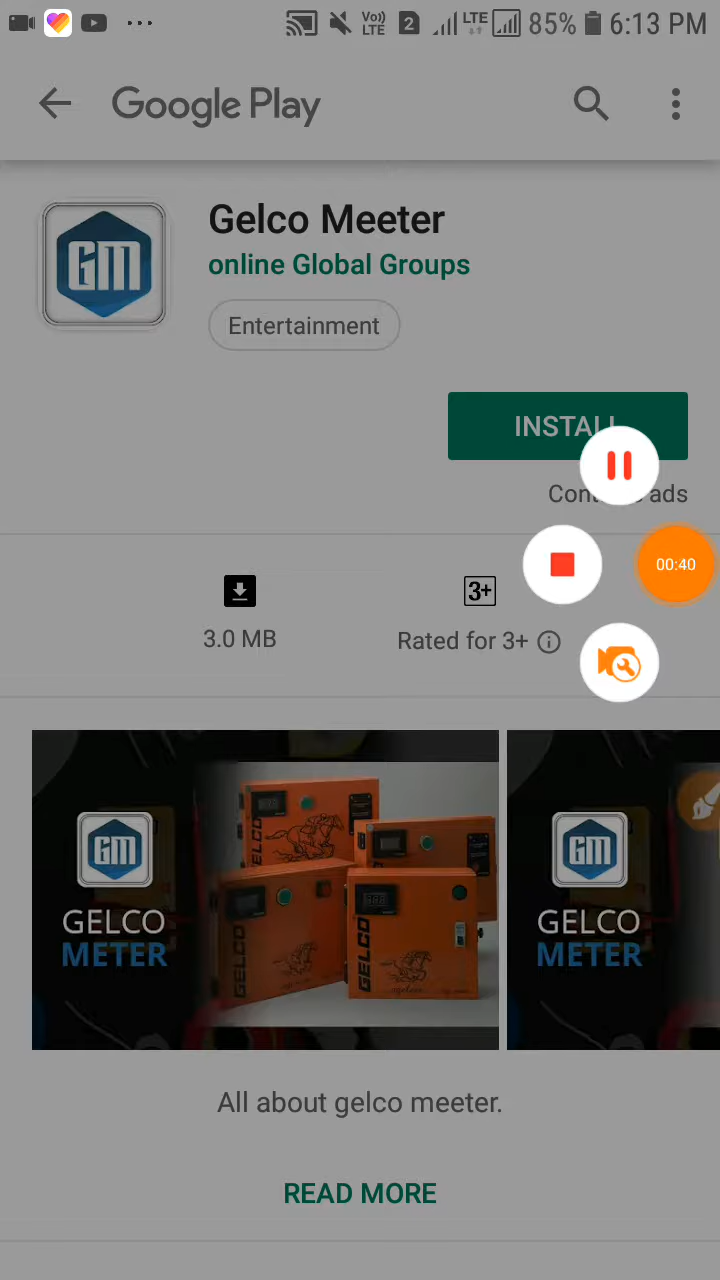 Vo)) LTE 2 LTE 85% 6:13 PM
Google Play
GM
Gelco Meeter
online Global Groups
Entertainment
INSTALL
ads
00:40
3+
3.0 MB
Rated for 3+
GM
GELCO
METER
GELCO
GELCO
GELCO
GM
GELCO
METER
All about gelco meeter.
READ MORE